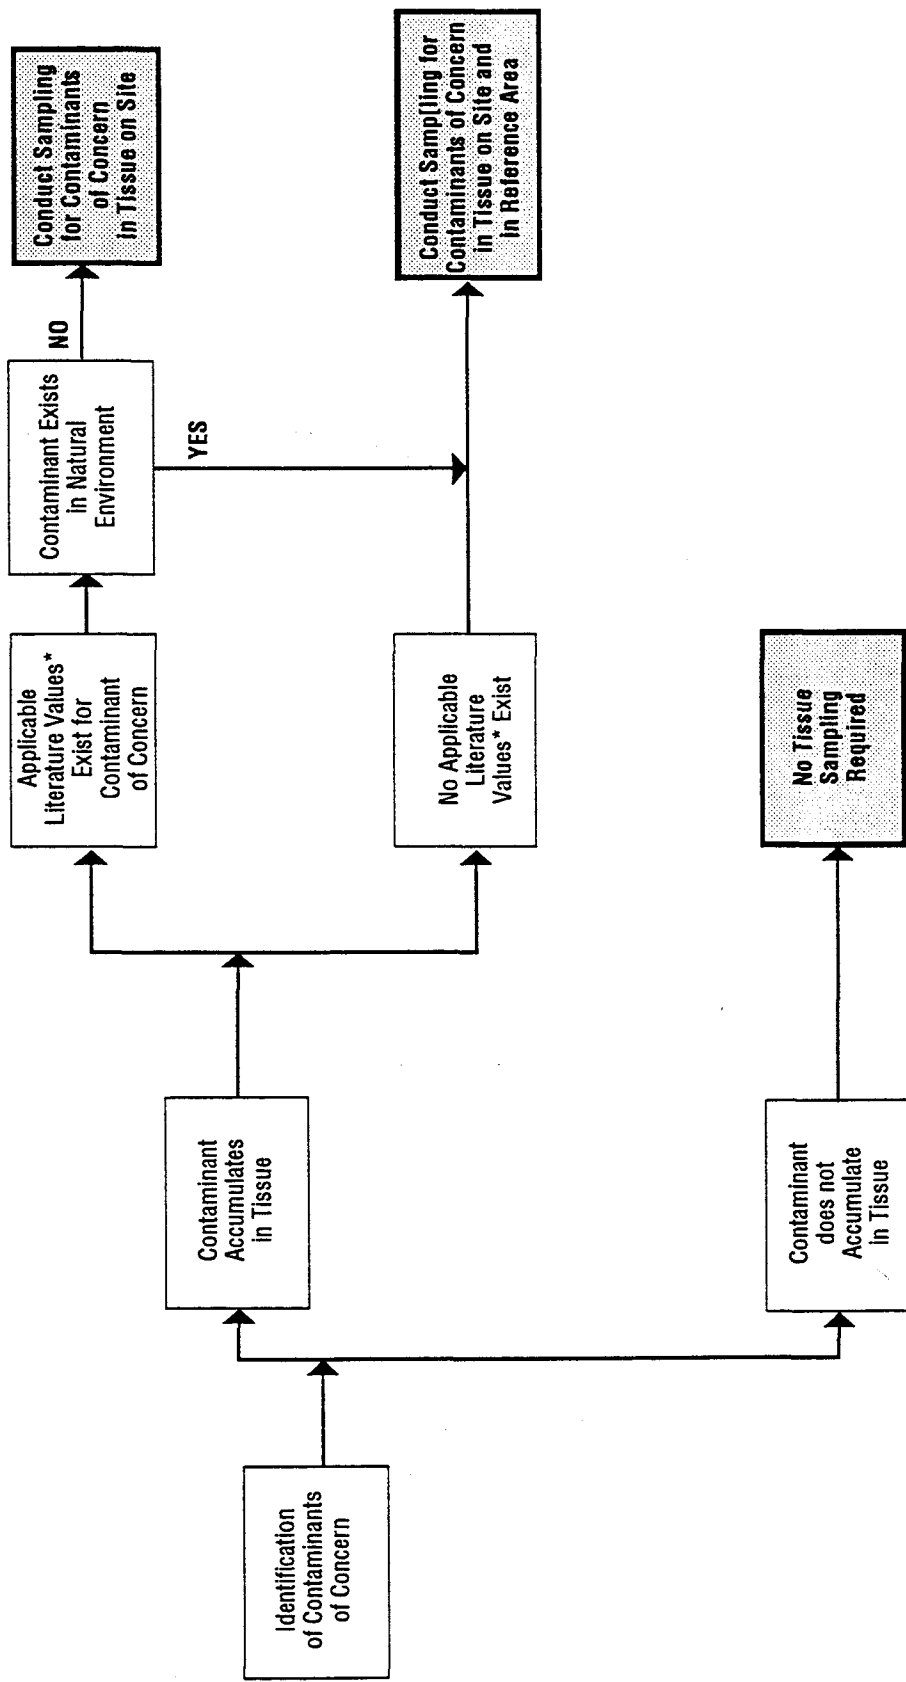 Identification
of Contaminants
of Concern
Contaminant
Accumulates
in Tissue
Contaminant
does not
Accumulate
in Tissue
Applicable
Literature Values*
Exist for
Contaminant
of Concern
No Applicable
Literature
Values* Exist
No Tissue
Sampling
Required
Contaminant Exists
in Natural
Environment
NO
YES
Conduct Sampling
for Contaminants
of Concern
In Tissue on Site
Conduct Samp[ling for
Contaminants of Concern
in Tissue on Site and
in Reference Area